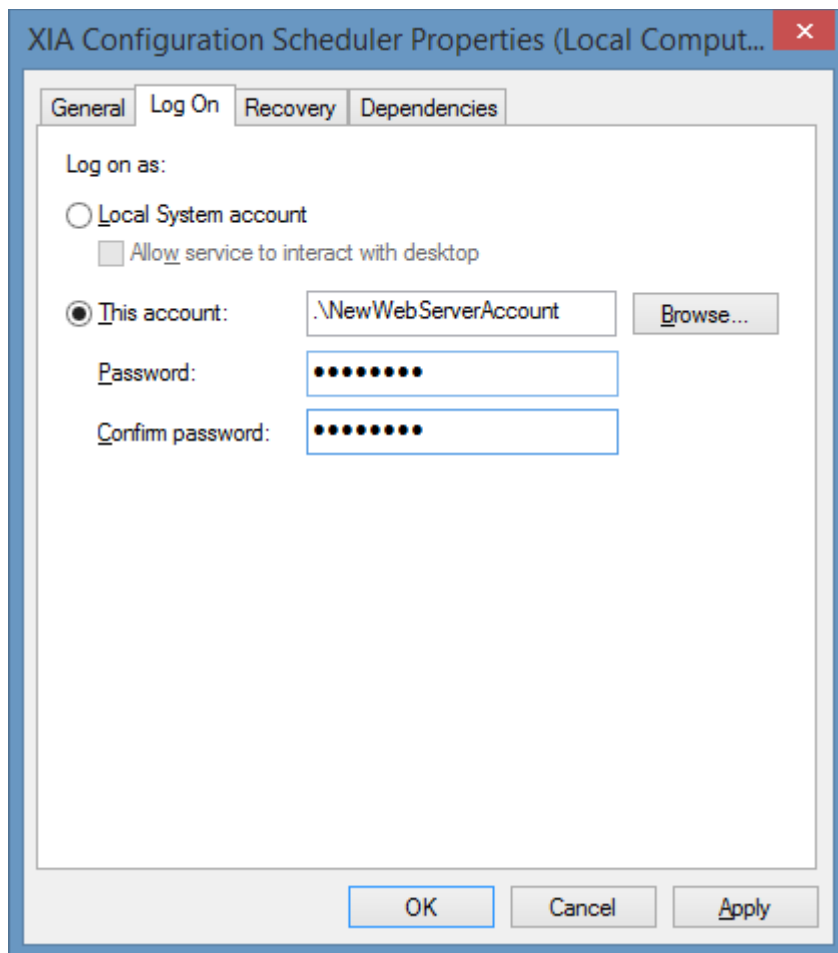 XIA Configuration Scheduler Properties (Local Comput...
General Log On Recovery Dependencies
Log on as:
Local System account
Allow service to interact with desktop
This account: .\NewWebServerAccount Browse...
Password: ●●●●●●●●
Confirm password: ●●●●●●●●
OK Cancel Apply